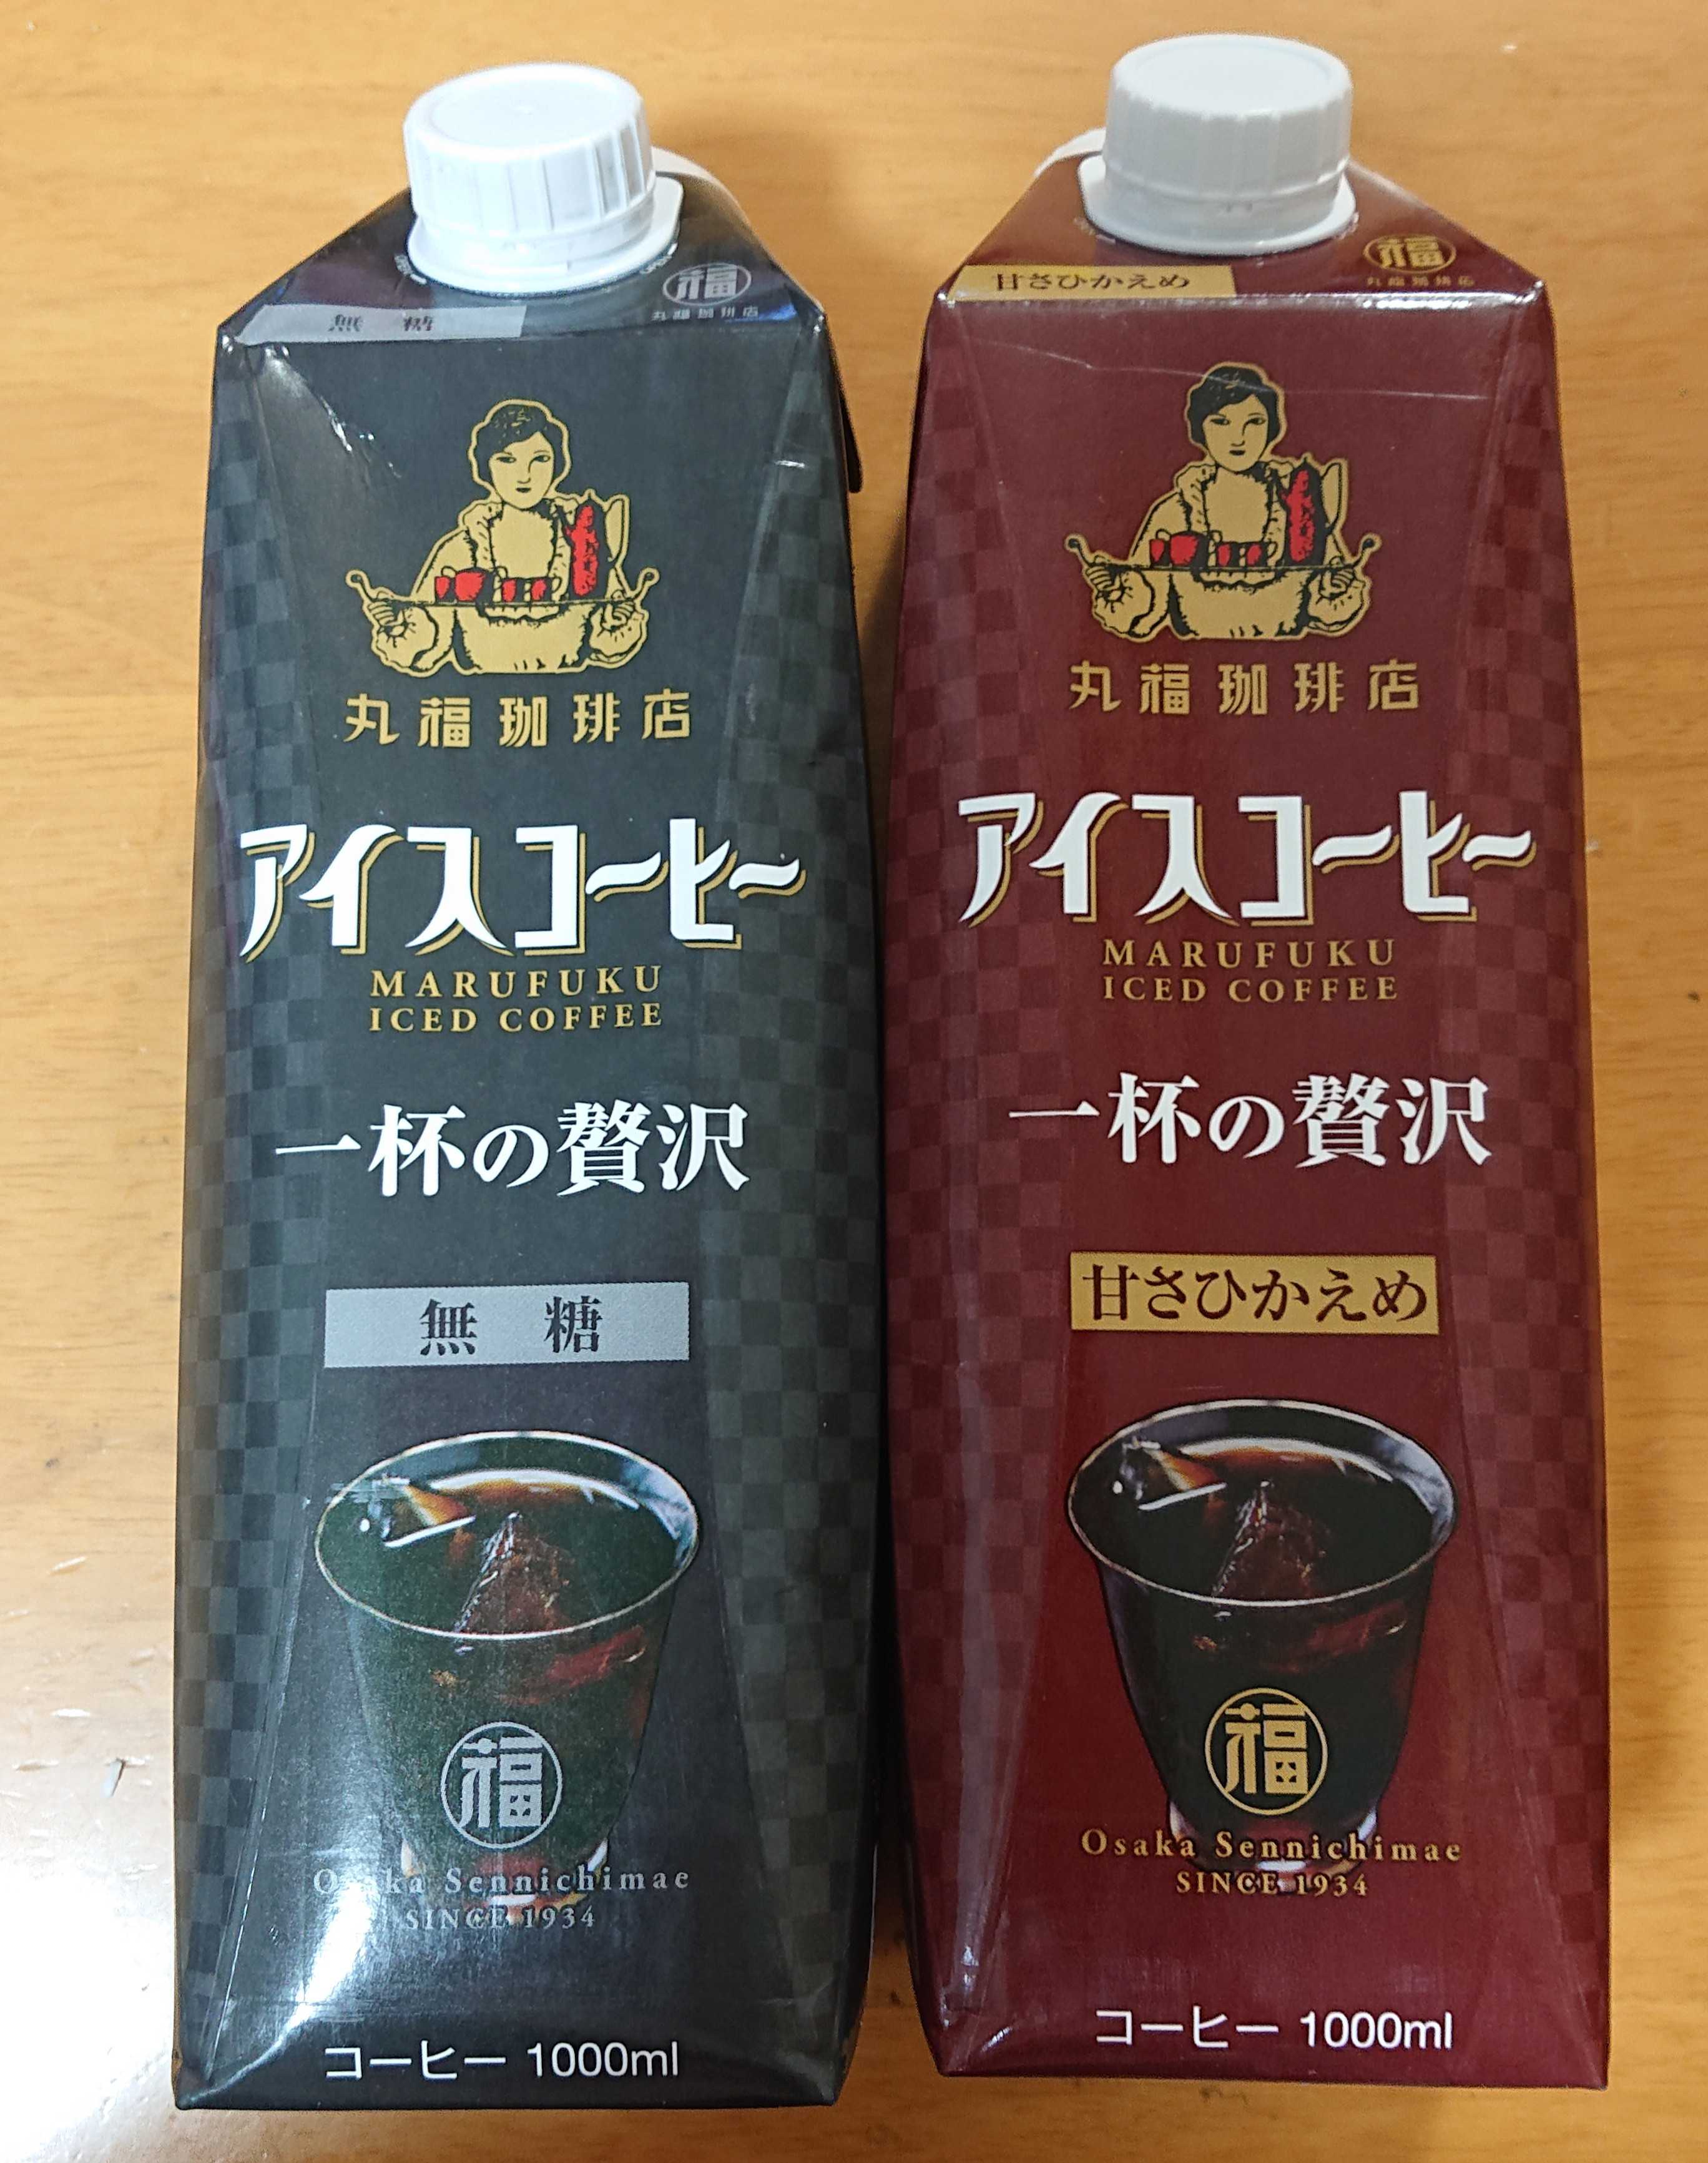 無 糖
福
丸福珈琲店
丸福珈琲店
アイスコーヒー
MARUFUKU
ICED COFFEE
一杯の贅沢
無 糖
福
Osaka Sennichimae
SINCE 1934
コーヒー 1000ml
甘さひかえめ
福
丸福珈琲店
丸福珈琲店
アイスコーヒー
MARUFUKU
ICED COFFEE
一杯の贅沢
甘さひかえめ
福
Osaka Sennichimae
SINCE 1934
コーヒー 1000ml